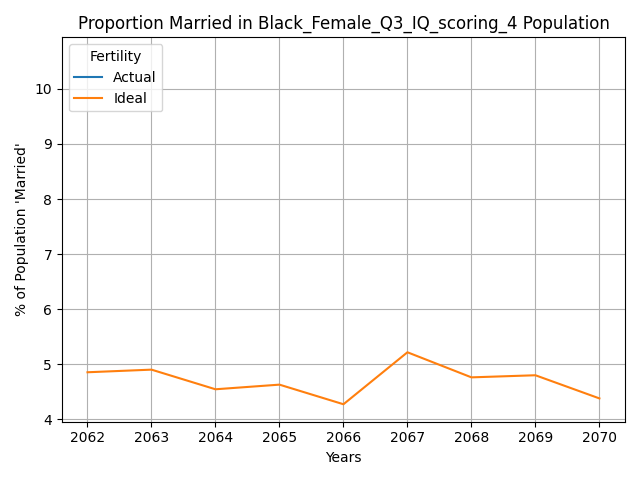 Proportion Married in Black_Female_Q3_IQ_scoring_4 Population
Fertility
Actual
Ideal
% of Population 'Married'
10
9
8
7
6
5
4
2062 2063 2064 2065 2066 2067 2068 2069 2070
Years